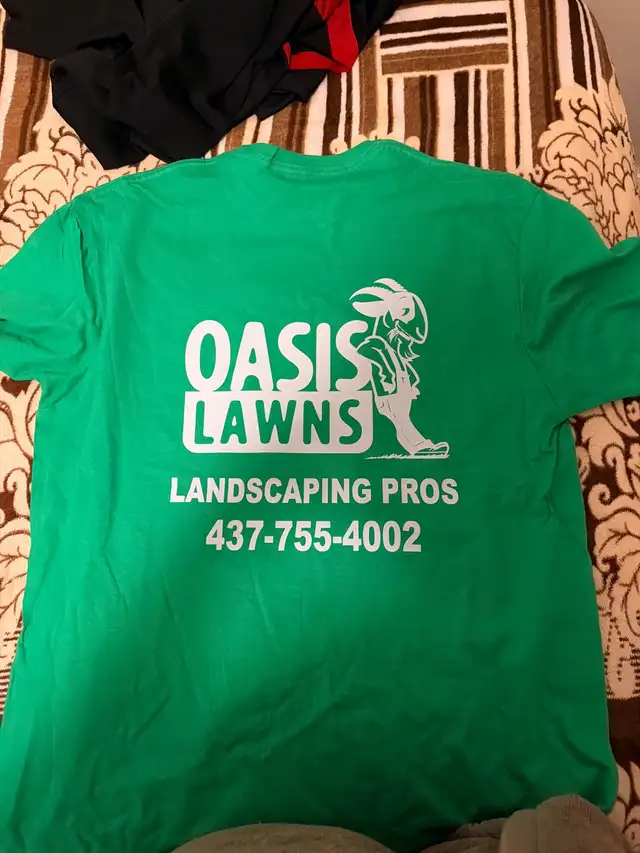 OASIS
LAWNS
LANDSCAPING PROS
437-755-4002